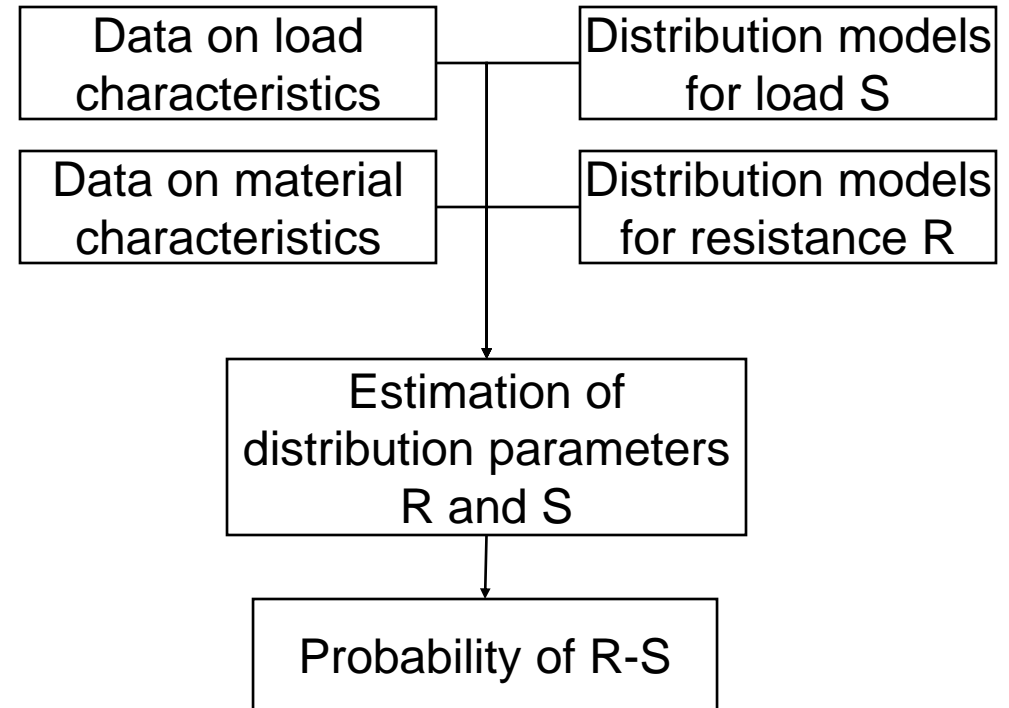 Data on load
characteristics
Distribution models
for load S
Data on material
characteristics
Distribution models
for resistance R
Estimation of
distribution parameters
R and S
Probability of R-S